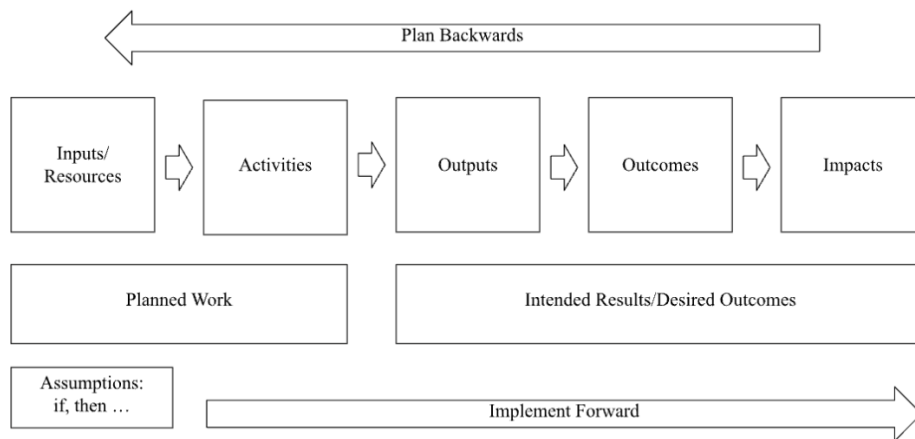 Plan Backwards
Inputs/
Resources
Activities
Outputs
Outcomes
Impacts
Planned Work
Intended Results/Desired Outcomes
Assumptions:
if, then …
Implement Forward